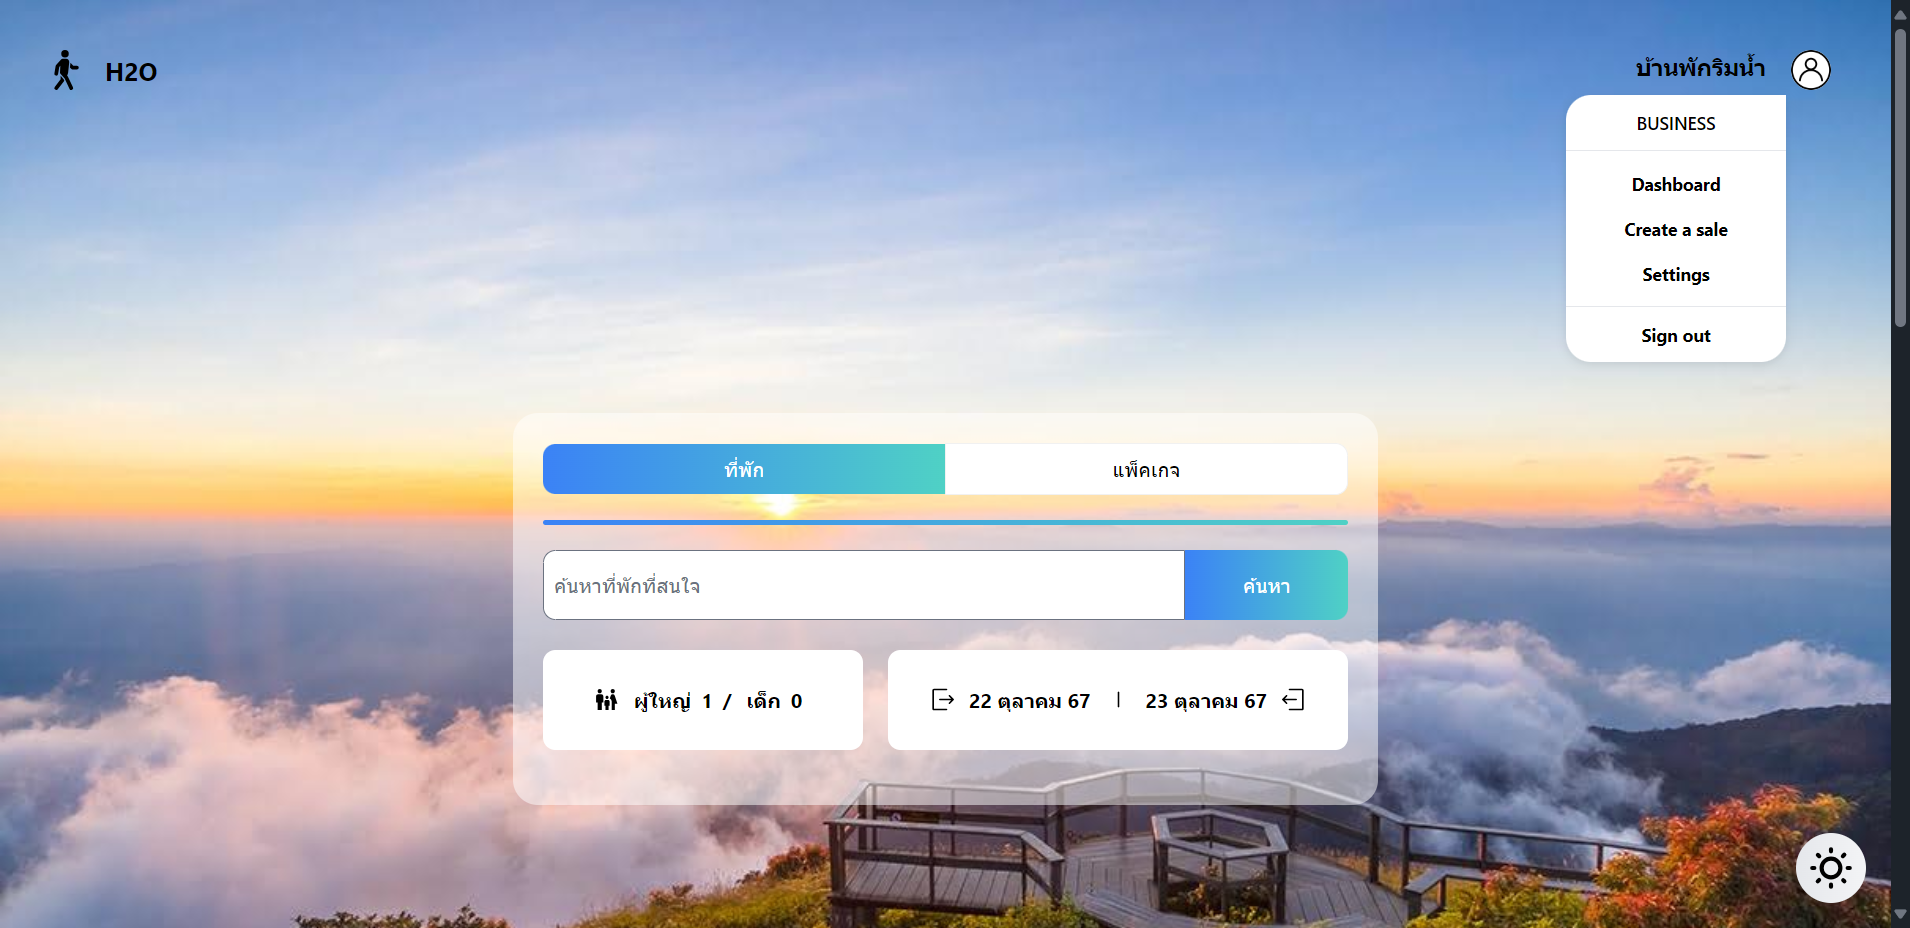 H2O
บ้านพักริมน้ำ
BUSINESS
Dashboard
Create a sale
Settings
Sign out
ที่พัก
แพ็คเกจ
ค้นหาที่พักที่สนใจ
ค้นหา
ผู้ใหญ่ 1 / เด็ก 0
22 ตุลาคม 67 | 23 ตุลาคม 67